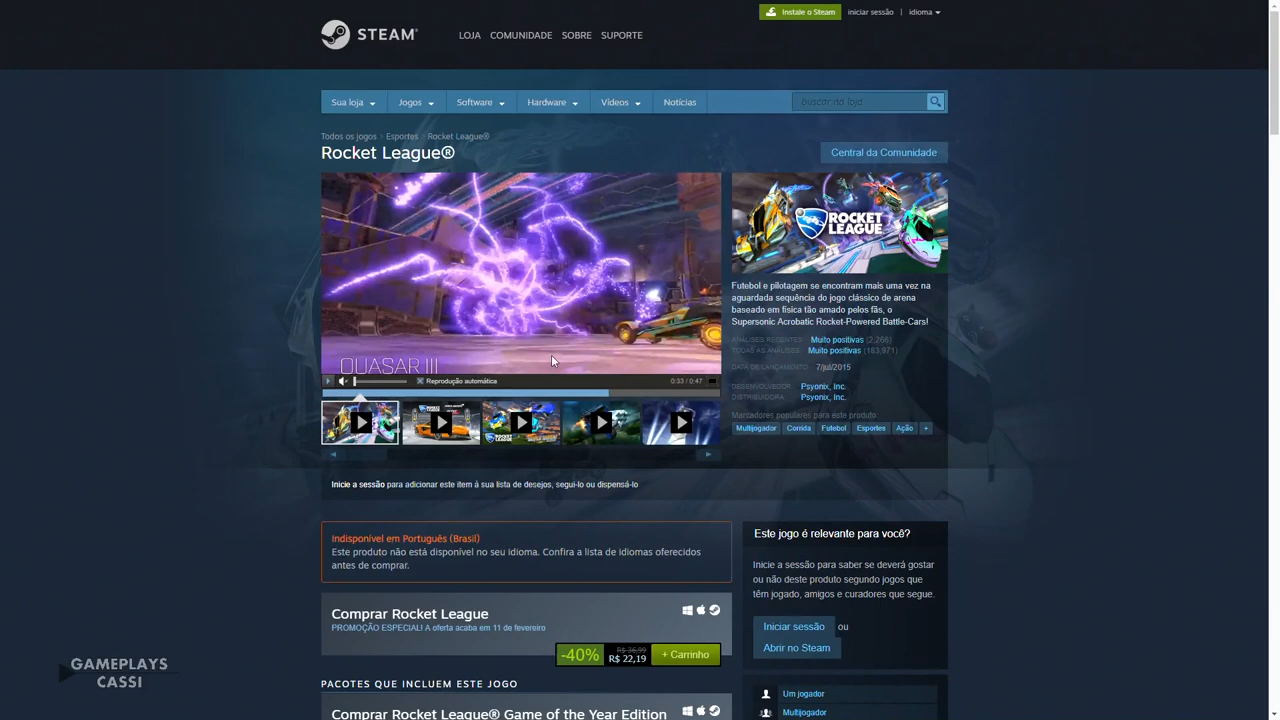 Instale o Steam
iniciar sessão | idioma
STEAM®
LOJA COMUNIDADE SOBRE SUPORTE
Sua loja Jogos Software Hardware Vídeos Notícias
buscar na loja
Todos os jogos > Esportes > Rocket League®
Rocket League®
Central da Comunidade
QUASAR III
ROCKET LEAGUE
Futebol e pilotagem se encontram mais uma vez na
aguardada sequência do jogo clássico de arena
baseado em física tão amado pelos fãs, o
Supersonic Acrobatic Rocket-Powered Battle-Cars!
ANÁLISES RECENTES: Muito positivas (2,266)
TODAS AS ANÁLISES: Muito positivas (183,971)
DATA DE LANÇAMENTO: 7/jul/2015
DESENVOLVEDOR: Psyonix, Inc.
DISTRIBUIDORA: Psyonix, Inc.
Marcadores populares para este produto:
Multijogador Corrida Futebol Esportes Ação +
Reprodução automática
0:33 / 0:47
Inicie a sessão para adicionar este item à sua lista de desejos, segui-lo ou dispensá-lo
Indisponível em Português (Brasil)
Este produto não está disponível no seu idioma. Confira a lista de idiomas oferecidos
antes de comprar.
Comprar Rocket League
PROMOÇÃO ESPECIAL! A oferta acaba em 11 de fevereiro
-40% R$ 36,99
R$ 22,19
+ Carrinho
PACOTES QUE INCLUEM ESTE JOGO
Comprar Rocket League® Game of the Year Edition
Este jogo é relevante para você?
Inicie a sessão para saber se deverá gostar
ou não deste produto segundo jogos que
têm jogado, amigos e curadores que segue.
Iniciar sessão ou
Abrir no Steam
Um jogador
Multijogador
GAMEPLAYS
CASSI